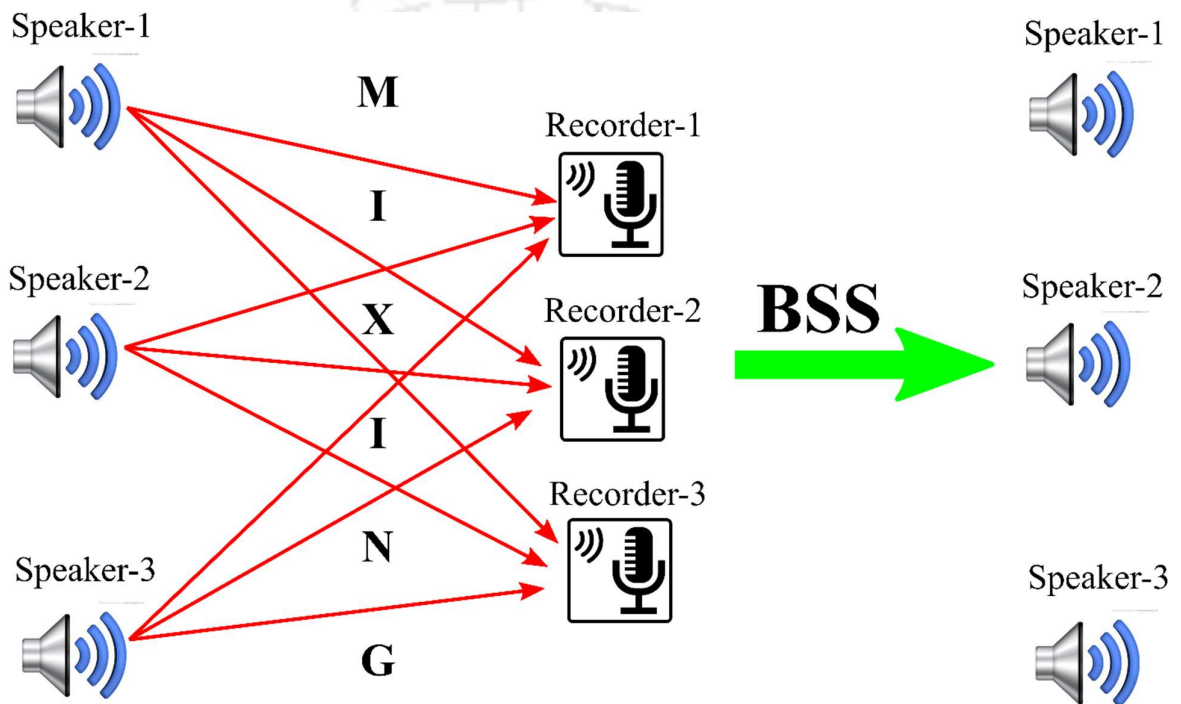 Speaker-1
Speaker-2
Speaker-3
M
I
X
I
N
G
Recorder-1
Recorder-2
Recorder-3
BSS
Speaker-1
Speaker-2
Speaker-3